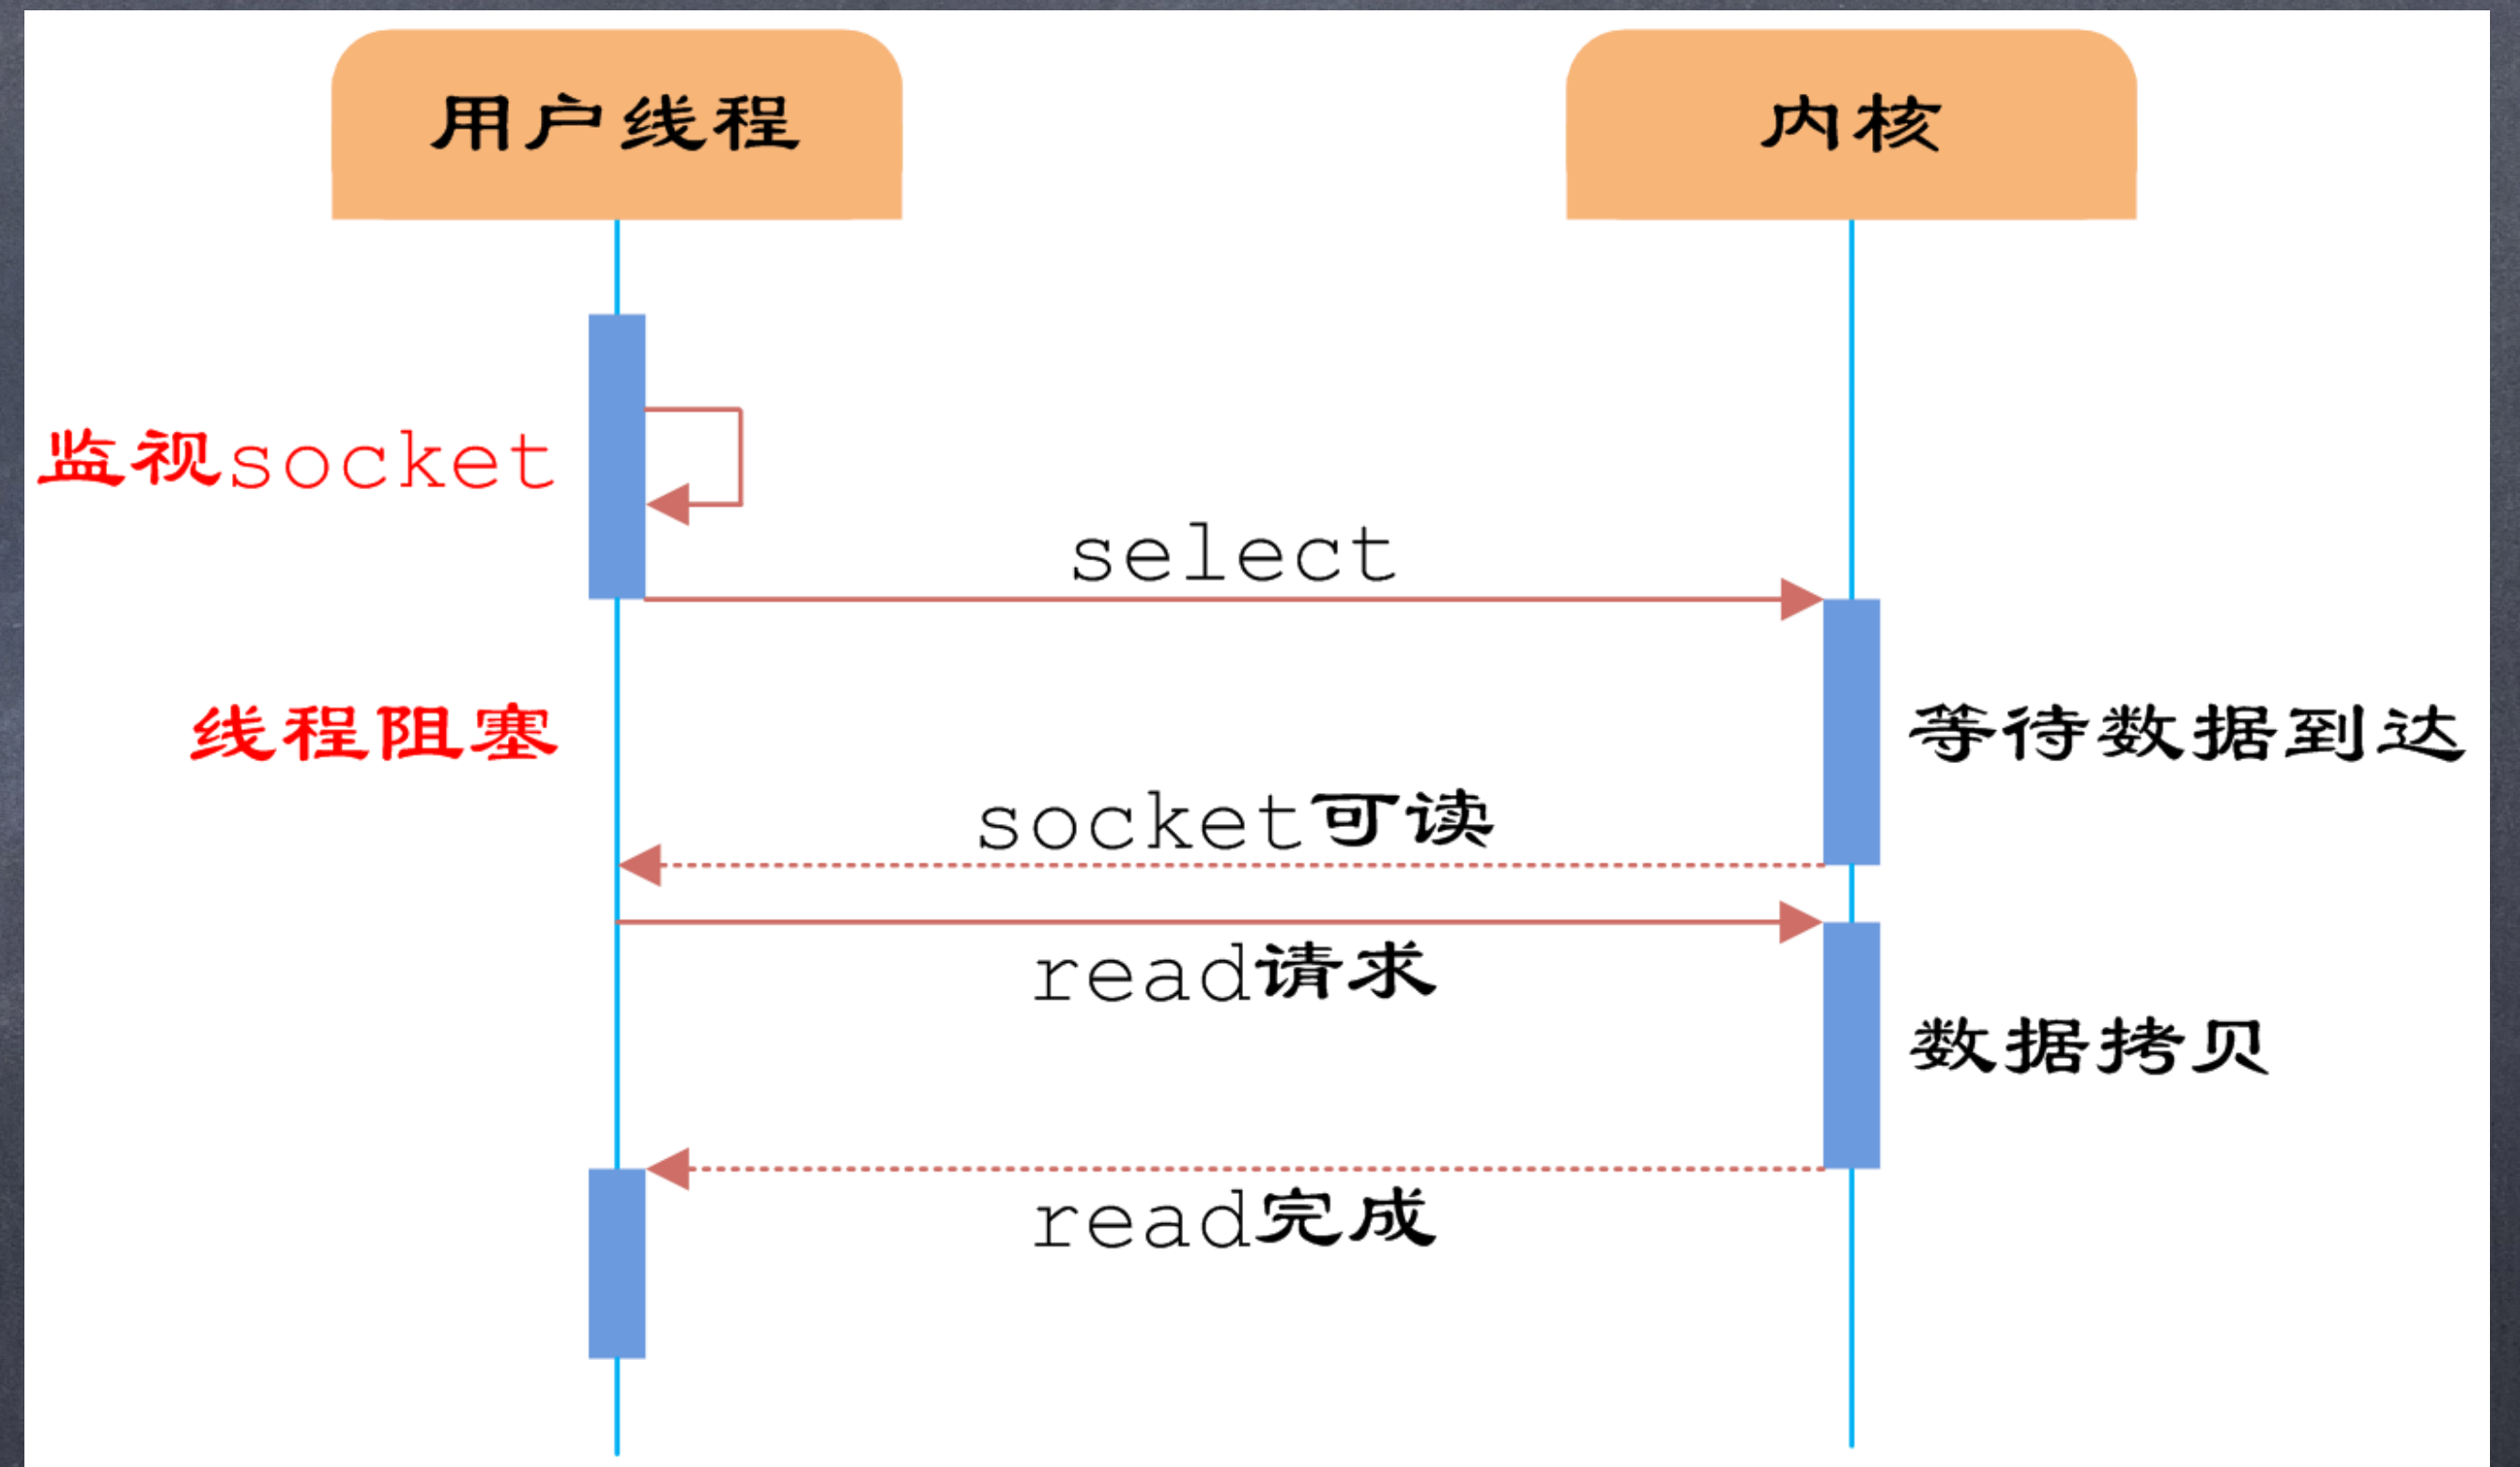 用户线程
内核
监视socket
select
线程阻塞
等待数据到达
socket可读
read请求
数据拷贝
read完成